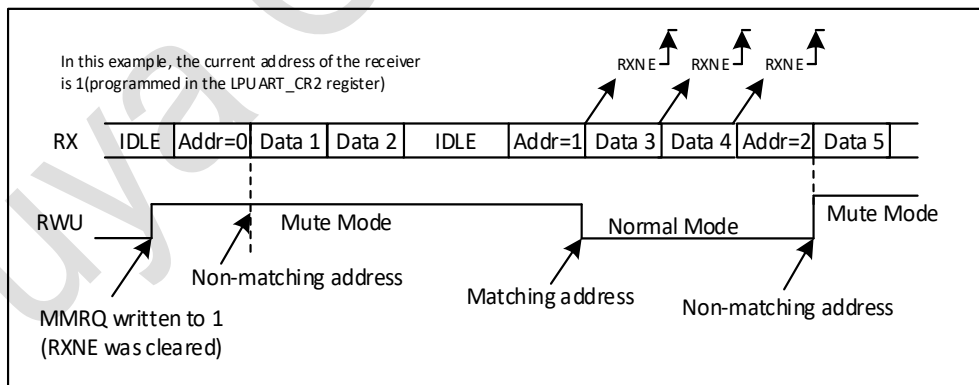 In this example, the current address of the receiver
is 1(programmed in the LPUART_CR2 register)
RXNE RXNE RXNE
RX IDLE Addr=0 Data 1 Data 2 IDLE Addr=1 Data 3 Data 4 Addr=2 Data 5
RWU Mute Mode Normal Mode Mute Mode
Non-matching address Matching address Non-matching address
MMRQ written to 1
(RXNE was cleared)